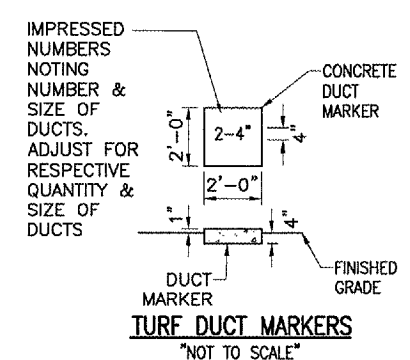 IMPRESSED
NUMBERS
NOTING
NUMBER &
SIZE OF
DUCTS.
ADJUST FOR
RESPECTIVE
QUANTITY &
SIZE OF
DUCTS
CONCRETE
DUCT
MARKER
2-4"
4"
2'-0"
2'-0"
1"
4"
DUCT
MARKER
FINISHED
GRADE
TURF DUCT MARKERS
"NOT TO SCALE"